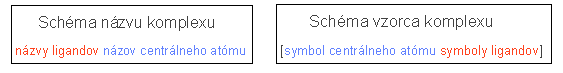 Schéma názvu komplexu
názvy ligandov názov centrálneho atómu
Schéma vzorca komplexu
[symbol centrálneho atómu symboly ligandov]